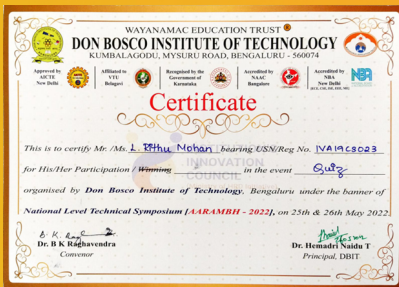 WAYANAMAC EDUCATION TRUST ®
DON BOSCO INSTITUTE OF TECHNOLOGY
KUMBALAGODU, MYSURU ROAD, BENGALURU - 560074
Approved by AICTE New Delhi
Affiliated to VTU Belagavi
Recognised by the Government of Karnataka
Accredited by NAAC Bangalore
Accredited by NBA New Delhi
NBA
Certificate
This is to certify Mr. /Ms. L. Rithu Mohan bearing USN/Reg No. 1VA19CS023
for His/Her Participation / Winning in the event Quiz
INNOVATION COUNCIL
organised by Don Bosco Institute of Technology, Bengaluru under the banner of
National Level Technical Symposium [AARAMBH - 2022], on 25th & 26th May 2022.
Dr. B K Raghavendra
Convenor
Dr. Hemadri Naidu T
Principal, DBIT